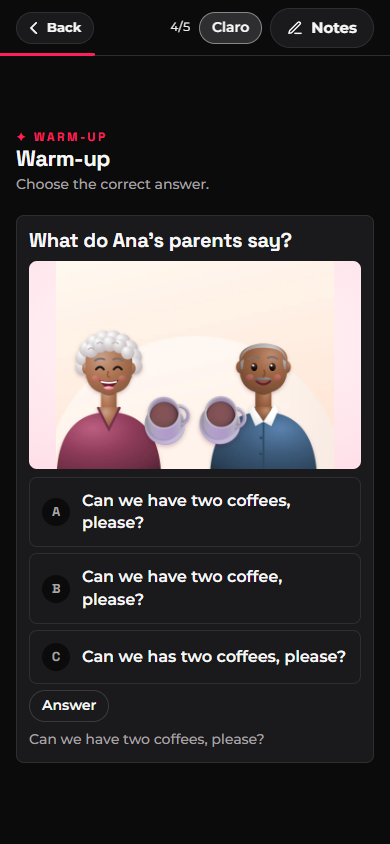 Back
4/5
Claro
Notes
WARM-UP
Warm-up
Choose the correct answer.
What do Ana's parents say?
A
Can we have two coffees,
please?
B
Can we have two coffee,
please?
C
Can we has two coffees, please?
Answer
Can we have two coffees, please?